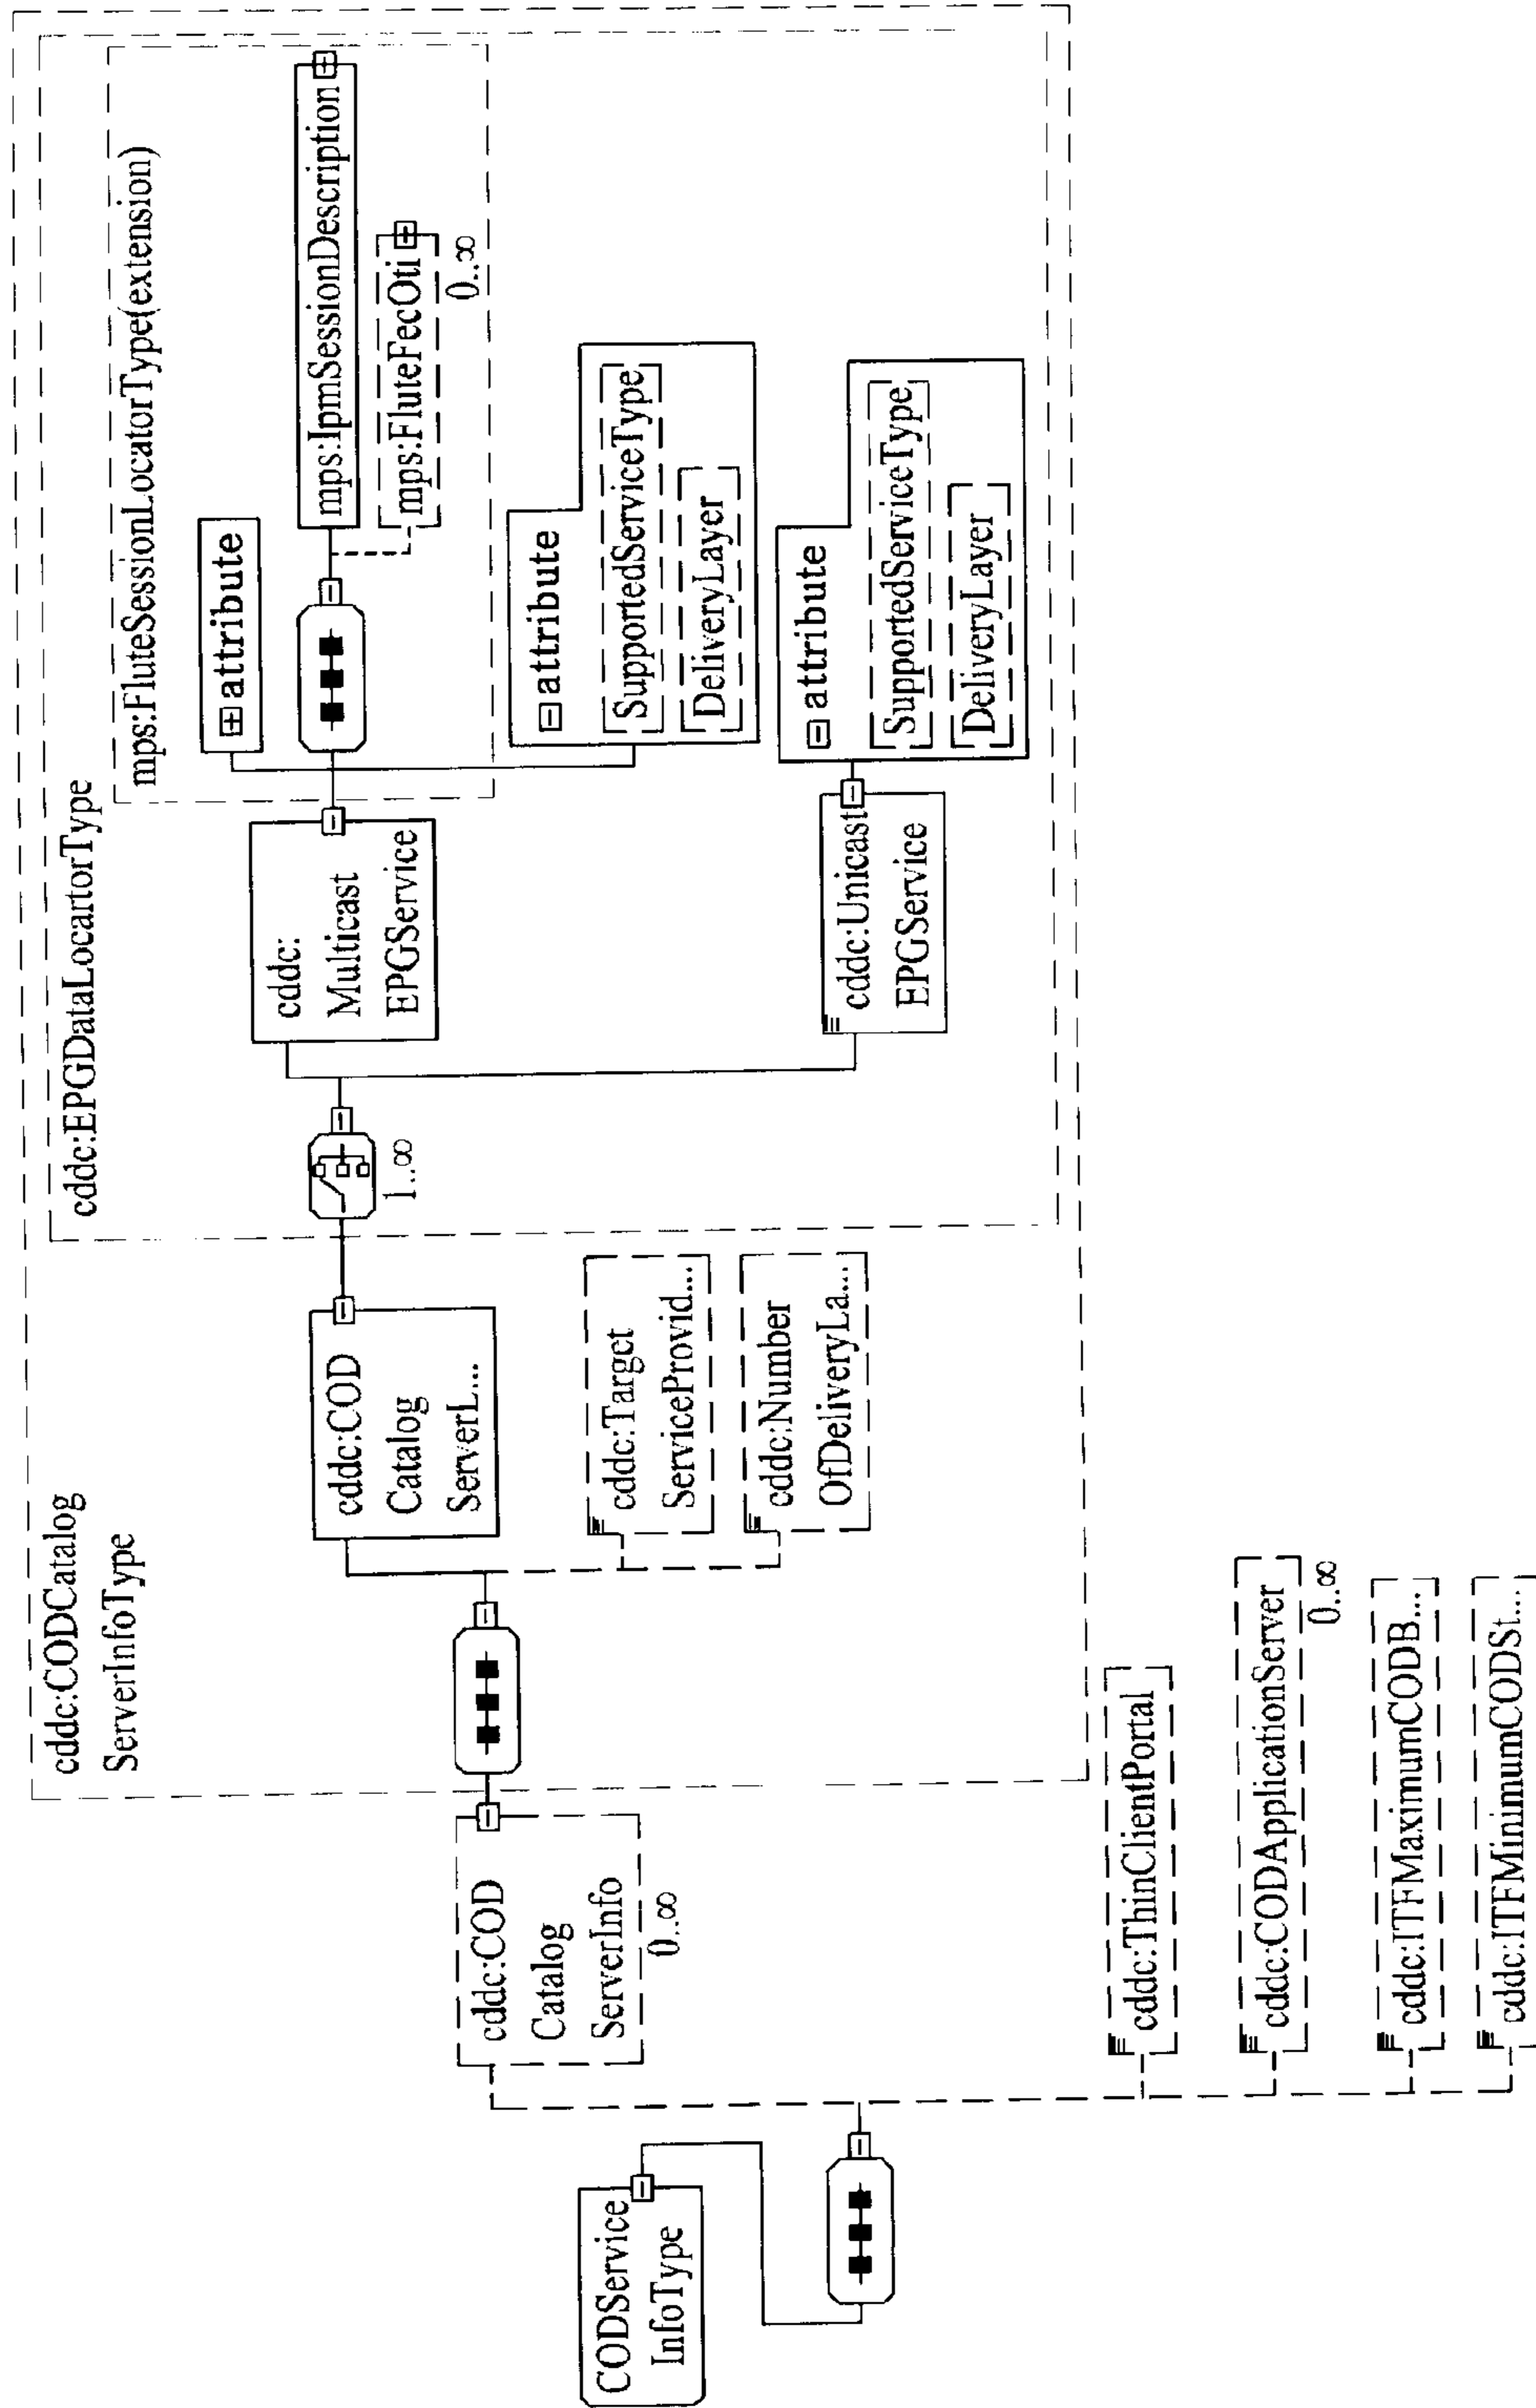 cddc:CODCatalog
ServerInfoType
cddc:EPGDataLocartorType
mps:FluteSessionLocatorType(extension)
attribute
mps:IpmSessionDescription
mps:FluteFecOti
0..∞
cddc:
Multicast
EPGService
attribute
SupportedServiceType
DeliveryLayer
cddc:Unicast
EPGService
attribute
SupportedServiceType
DeliveryLayer
1..∞
cddc:COD
Catalog
ServerL...
cddc:Target
ServiceProvid...
cddc:Number
OfDeliveryLa...
cddc:COD
Catalog
ServerInfo
0..∞
CODService
InfoType
cddc:ThinClientPortal
cddc:CODApplicationServer
0..∞
cddc:ITFMaximumCODB...
cddc:ITFMinimumCODSt...